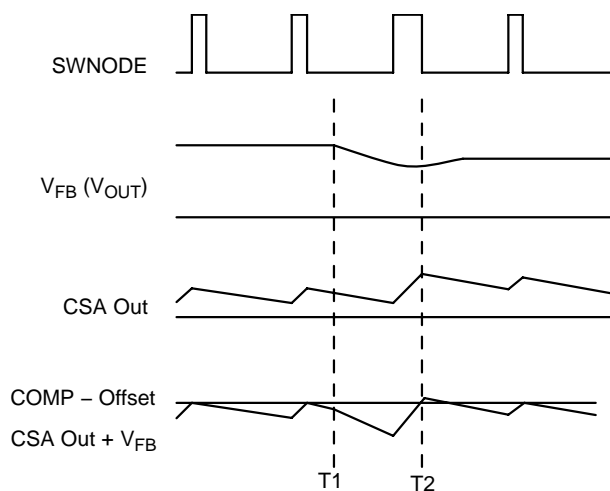 SWNODE
V_FB (V_OUT)
CSA Out
COMP – Offset
CSA Out + V_FB
T1 T2